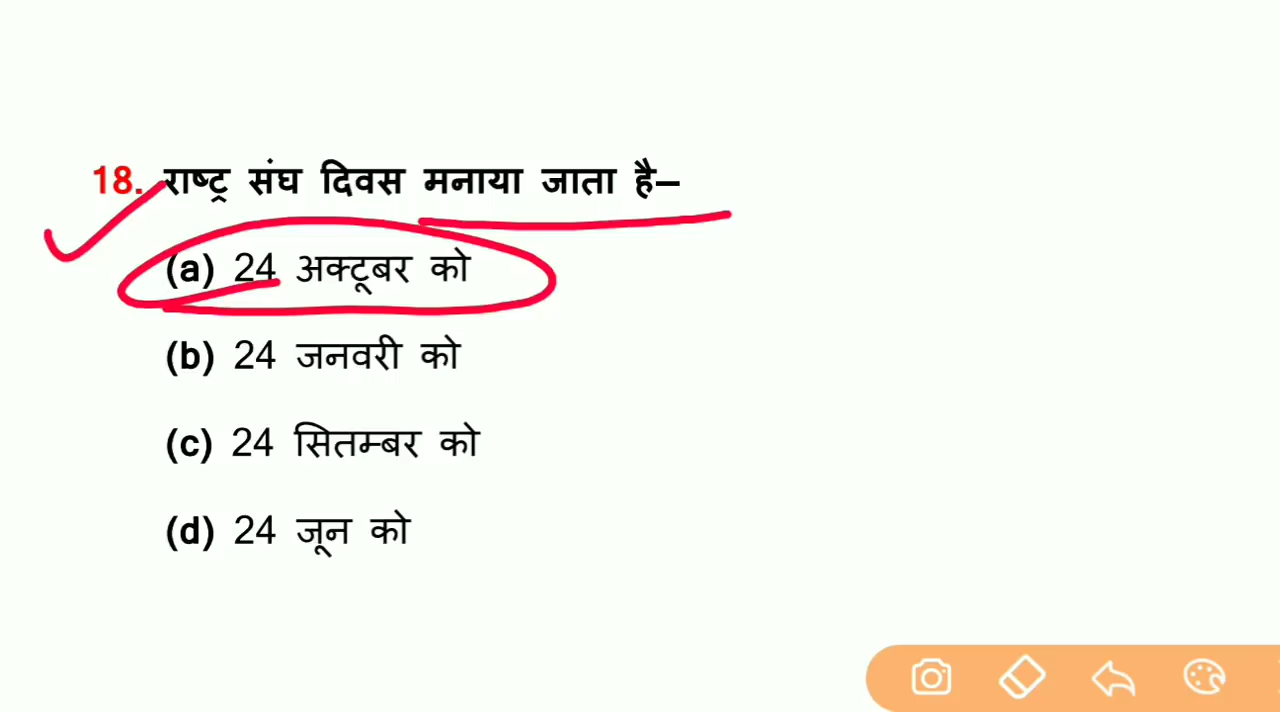 18. राष्ट्र संघ दिवस मनाया जाता है–
(a) 24 अक्टूबर को
(b) 24 जनवरी को
(c) 24 सितम्बर को
(d) 24 जून को